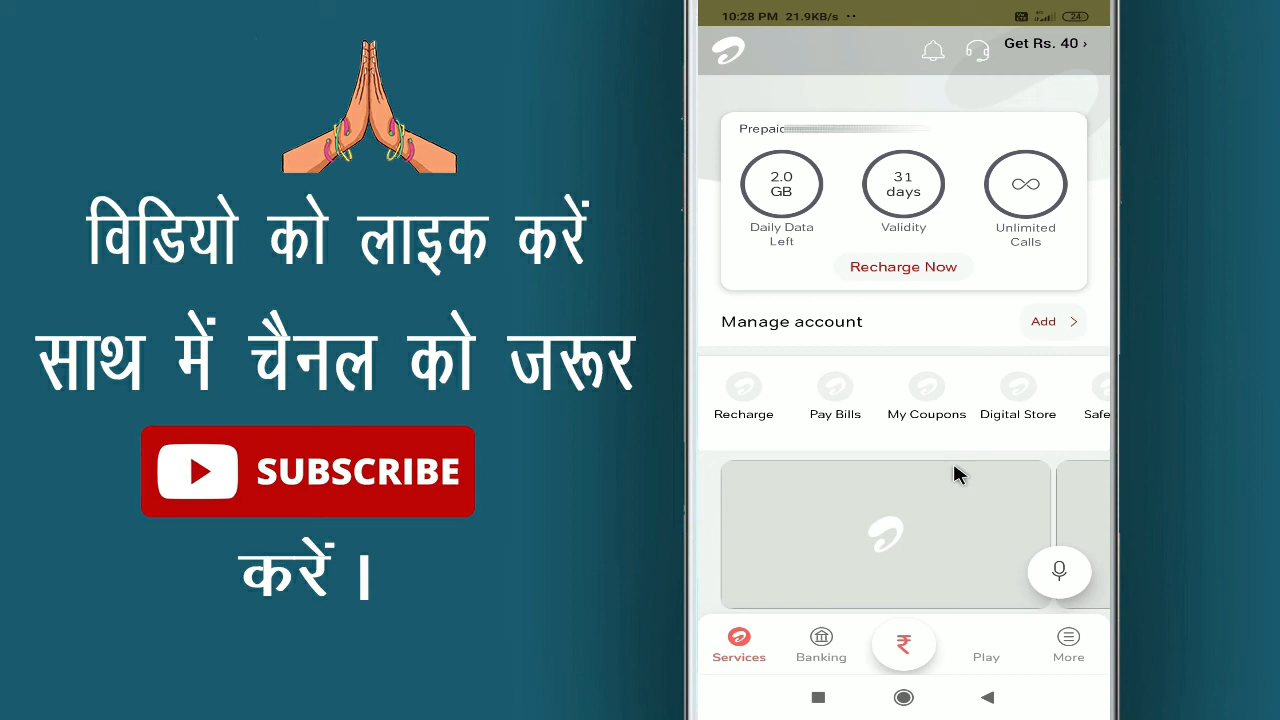 विडियो को लाइक करें
साथ में चैनल को जरूर
SUBSCRIBE
करें ।
10:28 PM 21.9KB/s ··
24
Get Rs. 40 ›
2.0
GB
31
days
∞
Daily Data
Left
Validity
Unlimited
Calls
Recharge Now
Manage account
Add >
Recharge
Pay Bills
My Coupons
Digital Store
Safe
₹
Services
Banking
Play
More